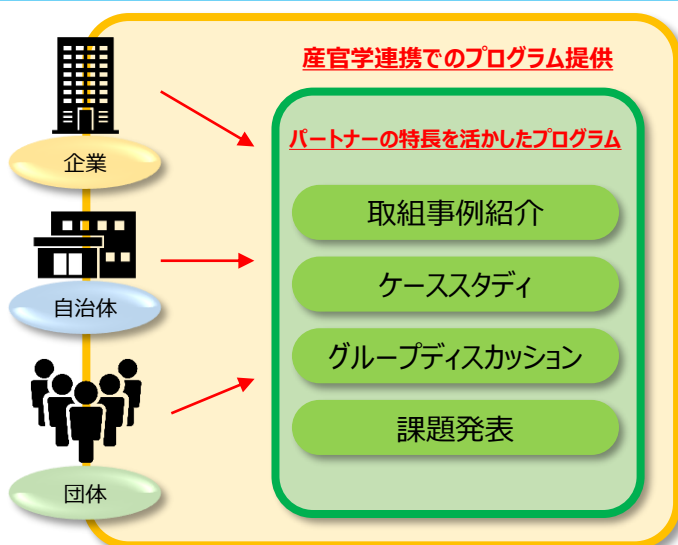 産官学連携でのプログラム提供
パートナーの特長を活かしたプログラム
企業
取組事例紹介
自治体
ケーススタディ
グループディスカッション
団体
課題発表